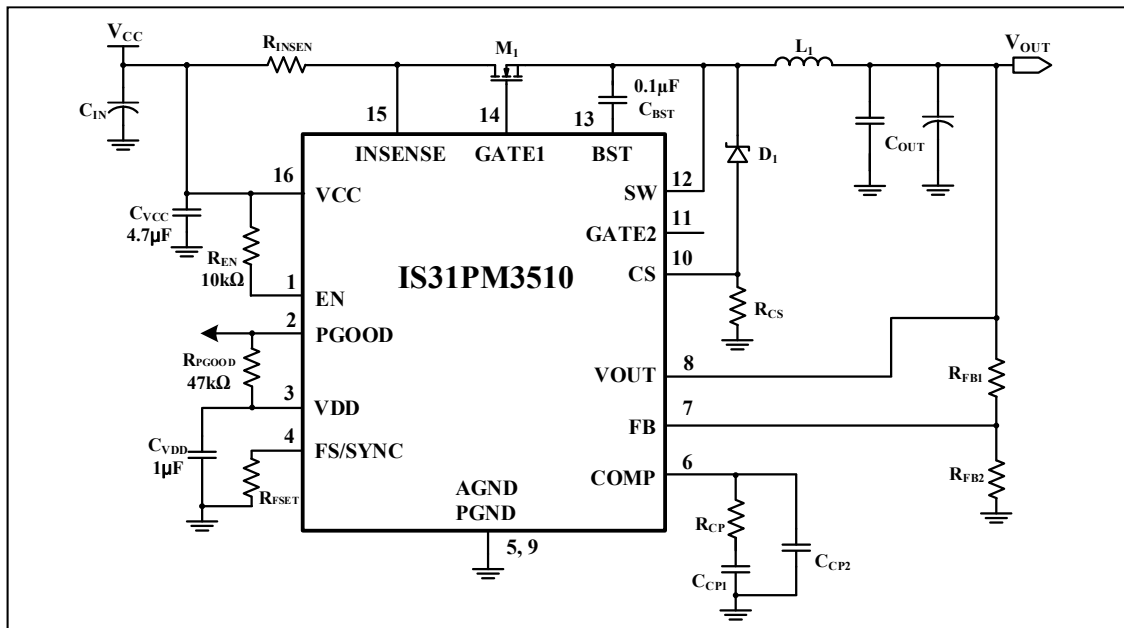 VCC
RINSEN
M1
L1
VOUT
CIN
15
14
0.1µF
CBST
13
COUT
INSENSE
GATE1
BST
D1
16
VCC
SW
12
CVCC
4.7µF
GATE2
11
REN
10kΩ
CS
10
1
EN
IS31PM3510
RCS
2
PGOOD
RPGOOD
47kΩ
VOUT
8
RFB1
3
VDD
FB
7
CVDD
1µF
4
FS/SYNC
RFSET
COMP
6
RFB2
AGND
PGND
RCP
5, 9
CCP1
CCP2